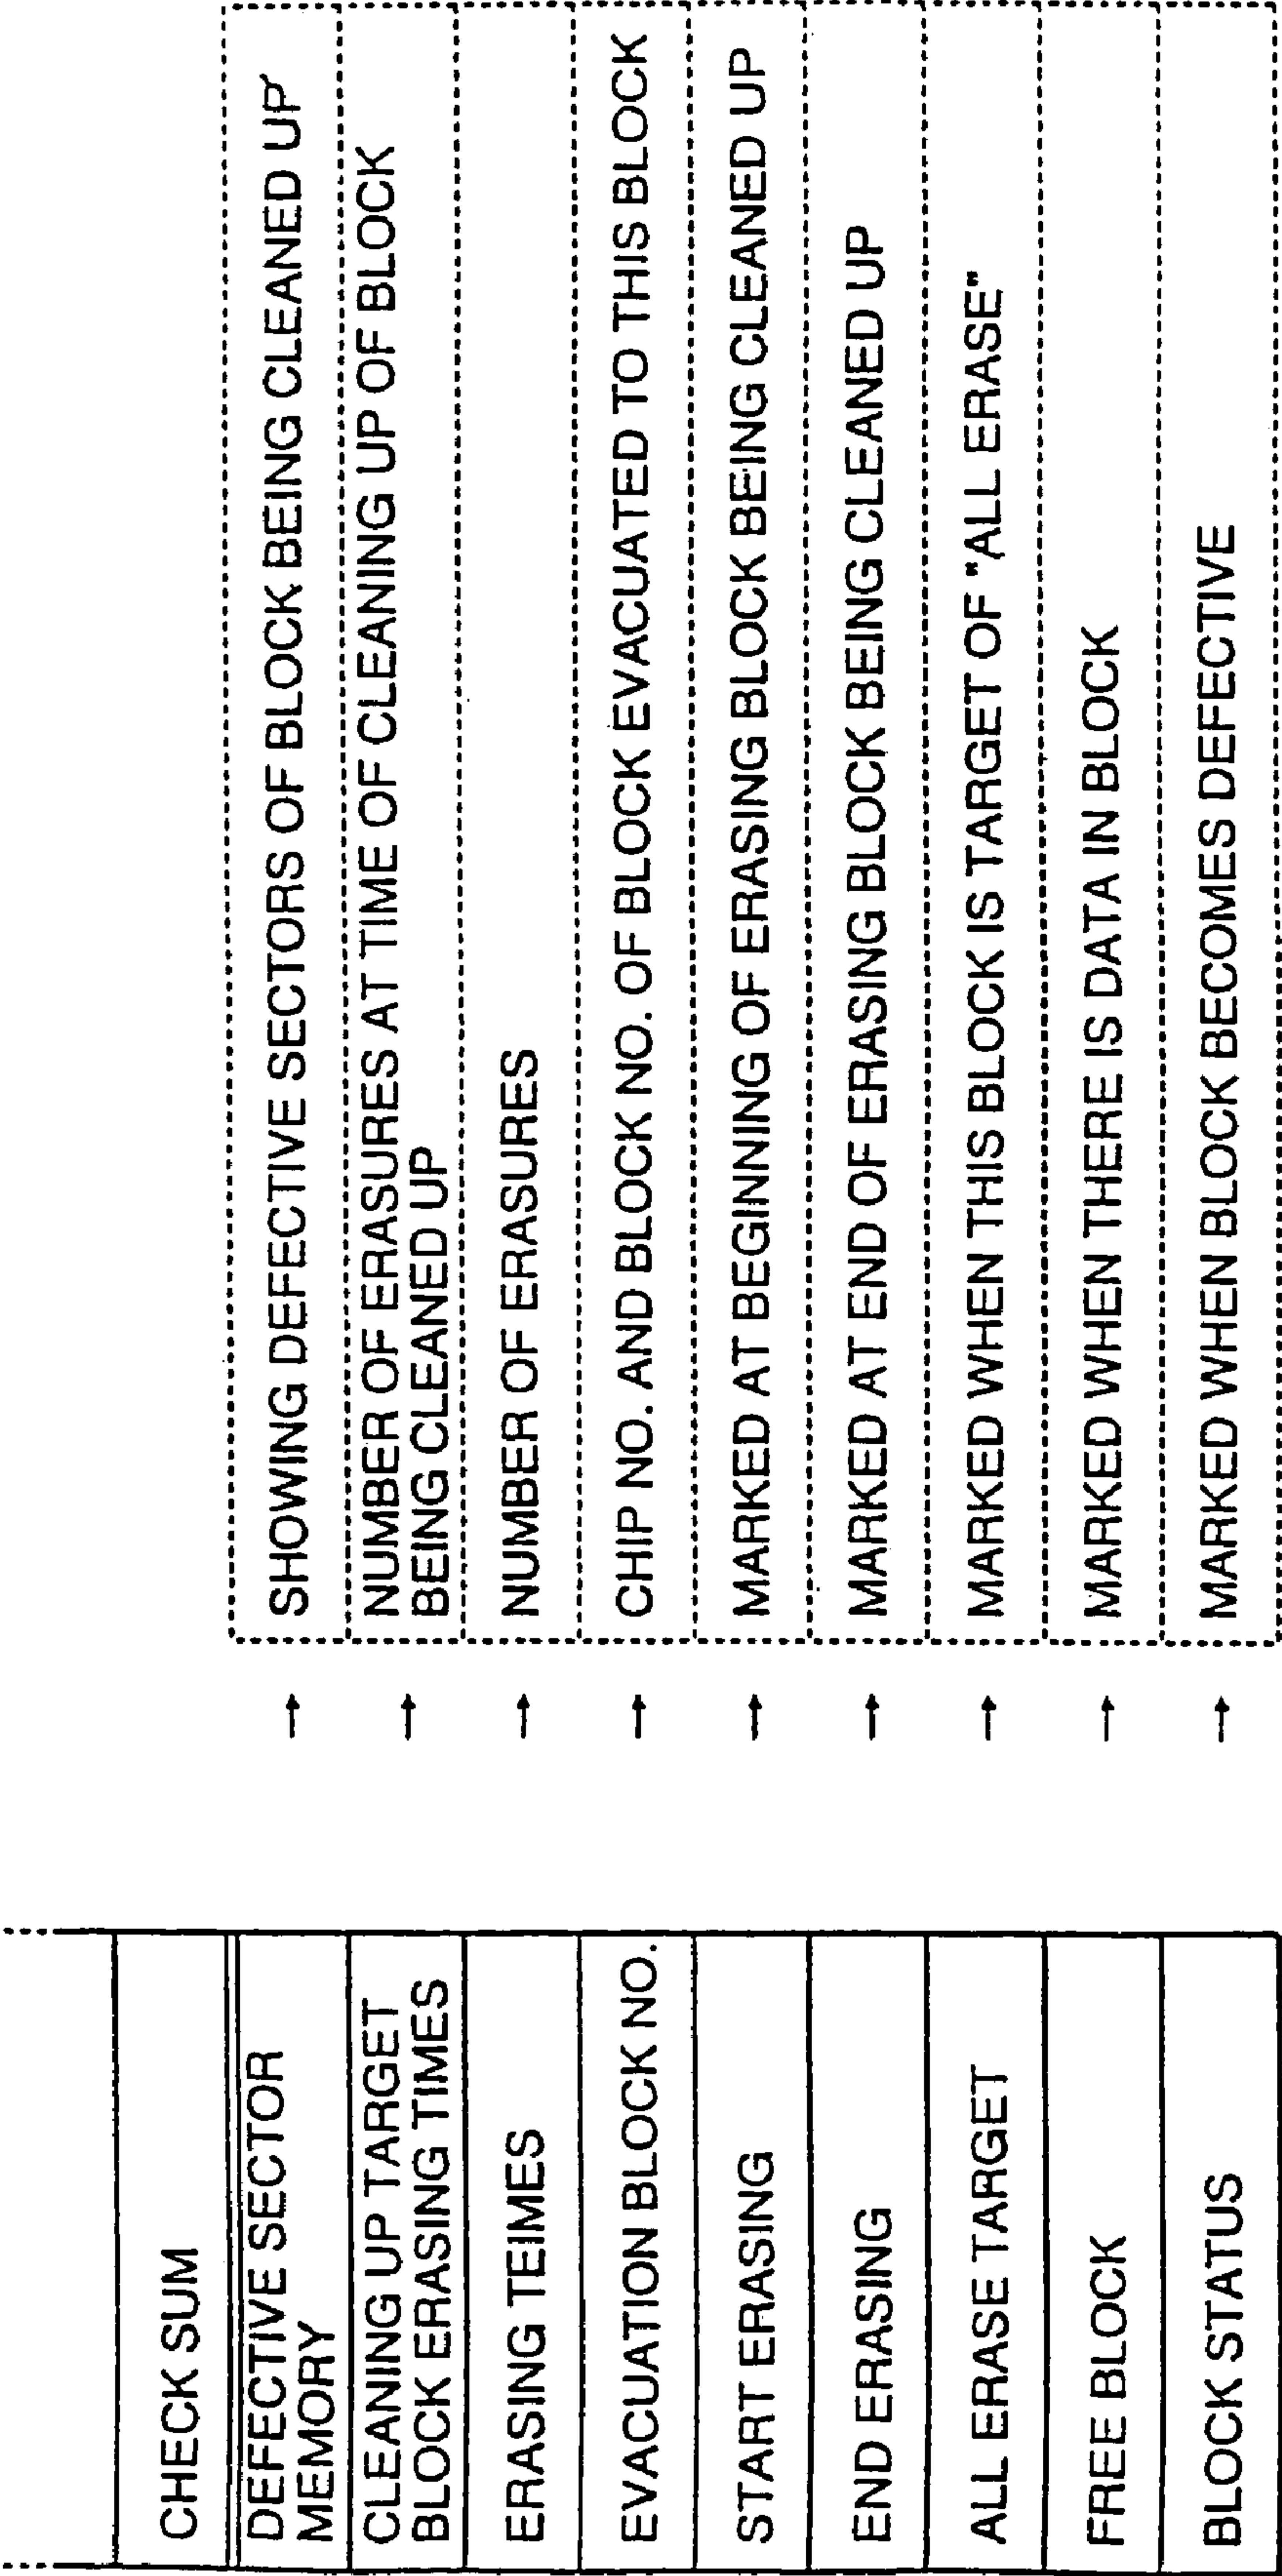 CHECK SUM
DEFECTIVE SECTOR
MEMORY
→ SHOWING DEFECTIVE SECTORS OF BLOCK BEING CLEANED UP
CLEANING UP TARGET
BLOCK ERASING TIMES
→ NUMBER OF ERASURES AT TIME OF CLEANING UP OF BLOCK
BEING CLEANED UP
ERASING TEIMES → NUMBER OF ERASURES
EVACUATION BLOCK NO. → CHIP NO. AND BLOCK NO. OF BLOCK EVACUATED TO THIS BLOCK
START ERASING → MARKED AT BEGINNING OF ERASING BLOCK BEING CLEANED UP
END ERASING → MARKED AT END OF ERASING BLOCK BEING CLEANED UP
ALL ERASE TARGET → MARKED WHEN THIS BLOCK IS TARGET OF "ALL ERASE"
FREE BLOCK → MARKED WHEN THERE IS DATA IN BLOCK
BLOCK STATUS → MARKED WHEN BLOCK BECOMES DEFECTIVE